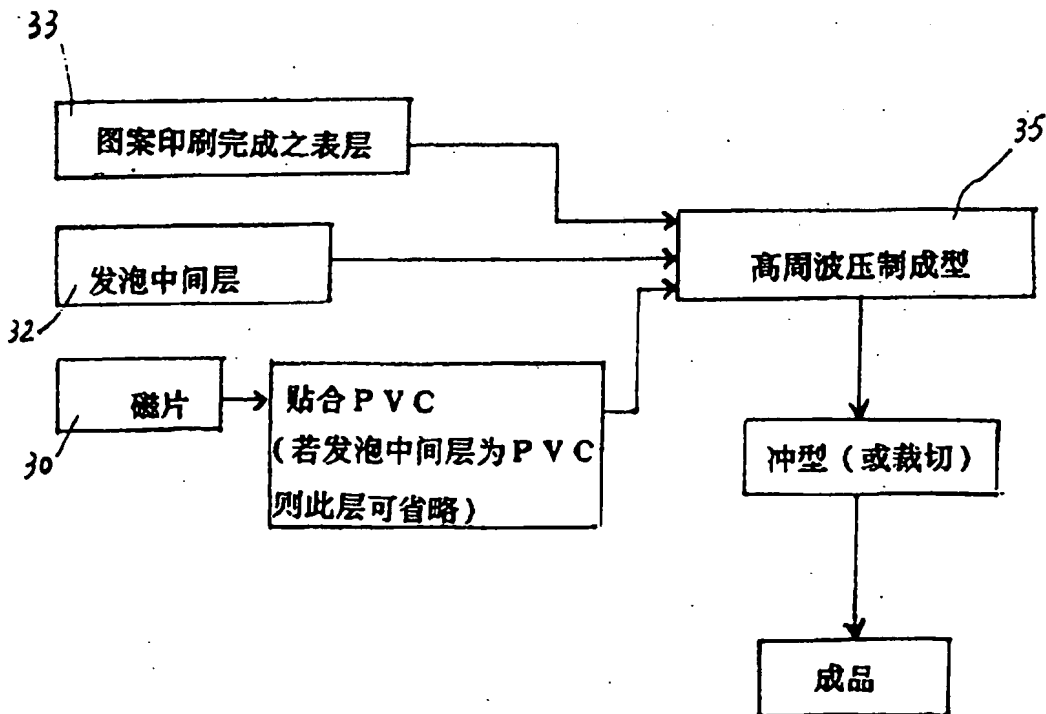 33
图案印刷完成之表层
35
发泡中间层
高周波压制成型
32
磁片
贴合PVC
(若发泡中间层为PVC
则此层可省略)
30
冲型(或裁切)
成品